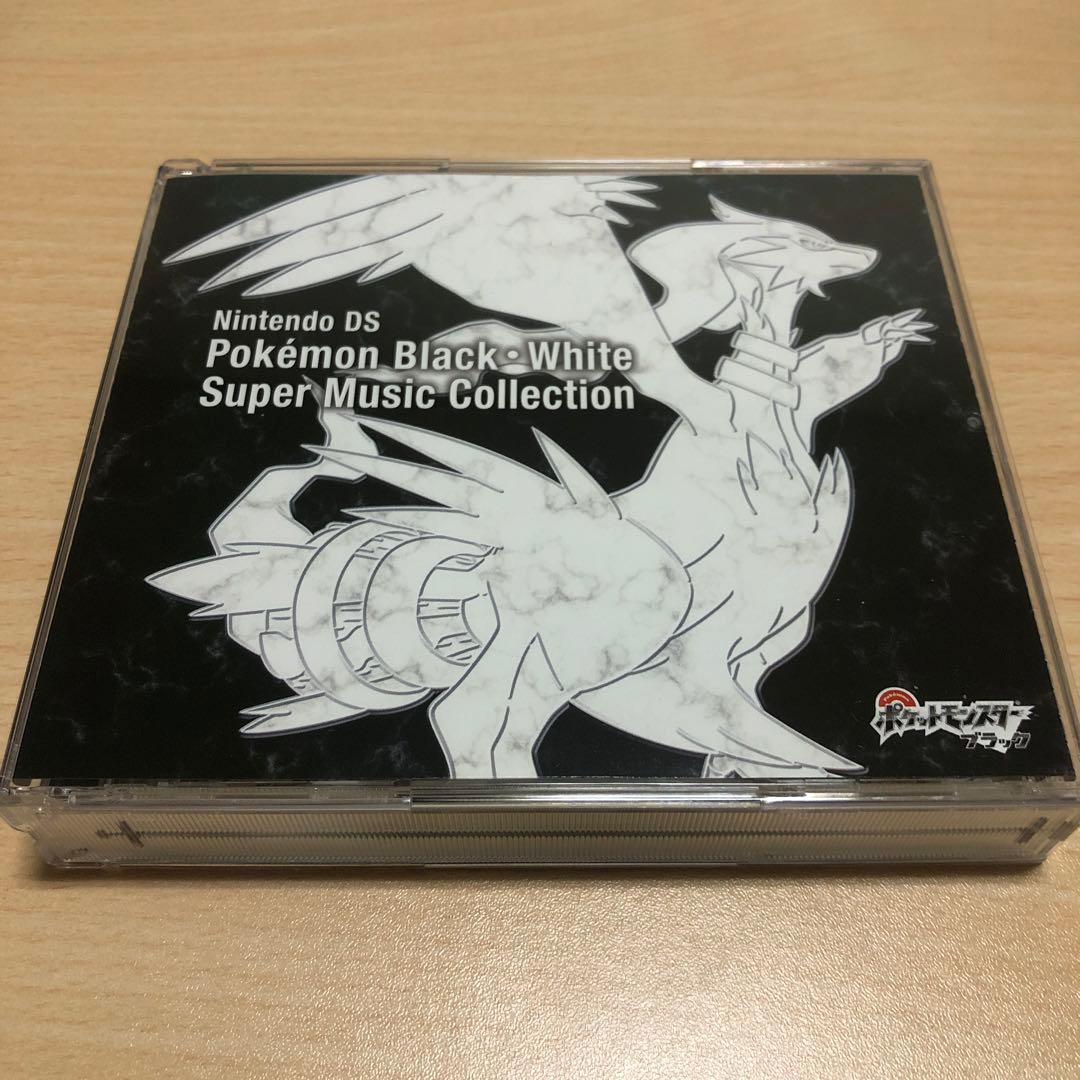 Nintendo DS
Pokémon Black・White
Super Music Collection
Pokémon
ポケットモンスター
ブラック